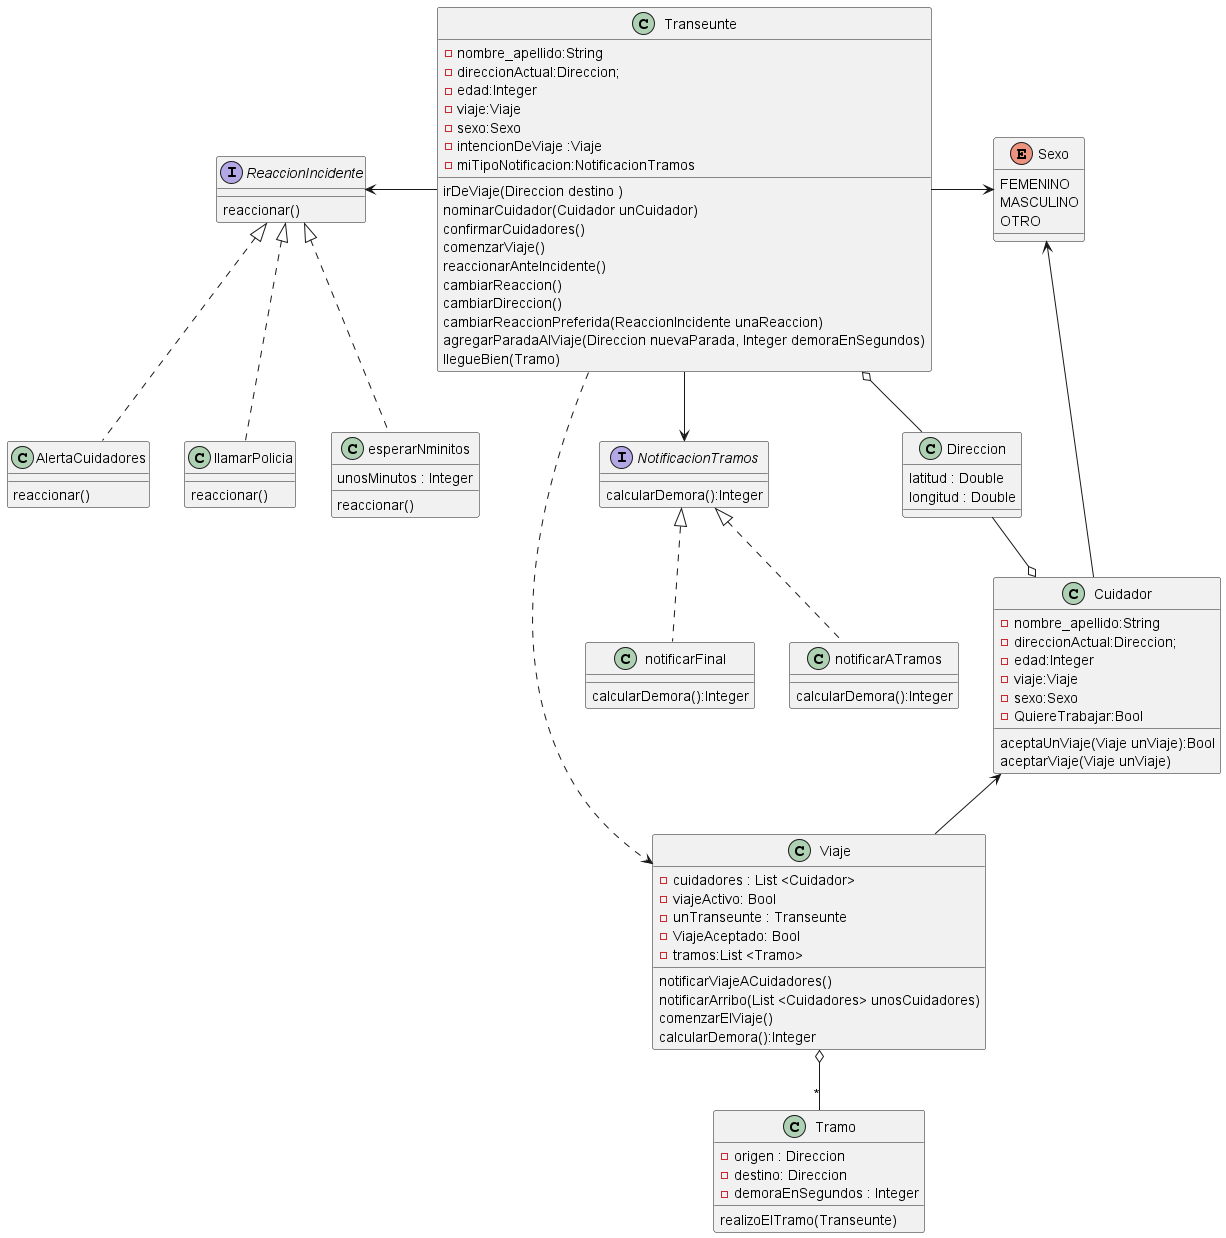 C Transeunte
nombre_apellido:String
direccionActual:Direccion;
edad:Integer
viaje:Viaje
sexo:Sexo
intencionDeViaje :Viaje
miTipoNotificacion:NotificacionTramos
irDeViaje(Direccion destino )
nominarCuidador(Cuidador unCuidador)
confirmarCuidadores()
comenzarViaje()
reaccionarAnteIncidente()
cambiarReaccion()
cambiarDireccion()
cambiarReaccionPreferida(ReaccionIncidente unaReaccion)
agregarParadaAlViaje(Direccion nuevaParada, Integer demoraEnSegundos)
llegueBien(Tramo)
I ReaccionIncidente
reaccionar()
E Sexo
FEMENINO
MASCULINO
OTRO
C AlertaCuidadores
reaccionar()
C llamarPolicia
reaccionar()
C esperarNminitos
unosMinutos : Integer
reaccionar()
I NotificacionTramos
calcularDemora():Integer
C Direccion
latitud : Double
longitud : Double
C notificarFinal
calcularDemora():Integer
C notificarATramos
calcularDemora():Integer
C Cuidador
nombre_apellido:String
direccionActual:Direccion;
edad:Integer
viaje:Viaje
sexo:Sexo
QuiereTrabajar:Bool
aceptaUnViaje(Viaje unViaje):Bool
aceptarViaje(Viaje unViaje)
C Viaje
cuidadores : List <Cuidador>
viajeActivo: Bool
unTranseunte : Transeunte
ViajeAceptado: Bool
tramos:List <Tramo>
notificarViajeACuidadores()
notificarArribo(List <Cuidadores> unosCuidadores)
comenzarElViaje()
calcularDemora():Integer
*
C Tramo
origen : Direccion
destino: Direccion
demoraEnSegundos : Integer
realizoElTramo(Transeunte)